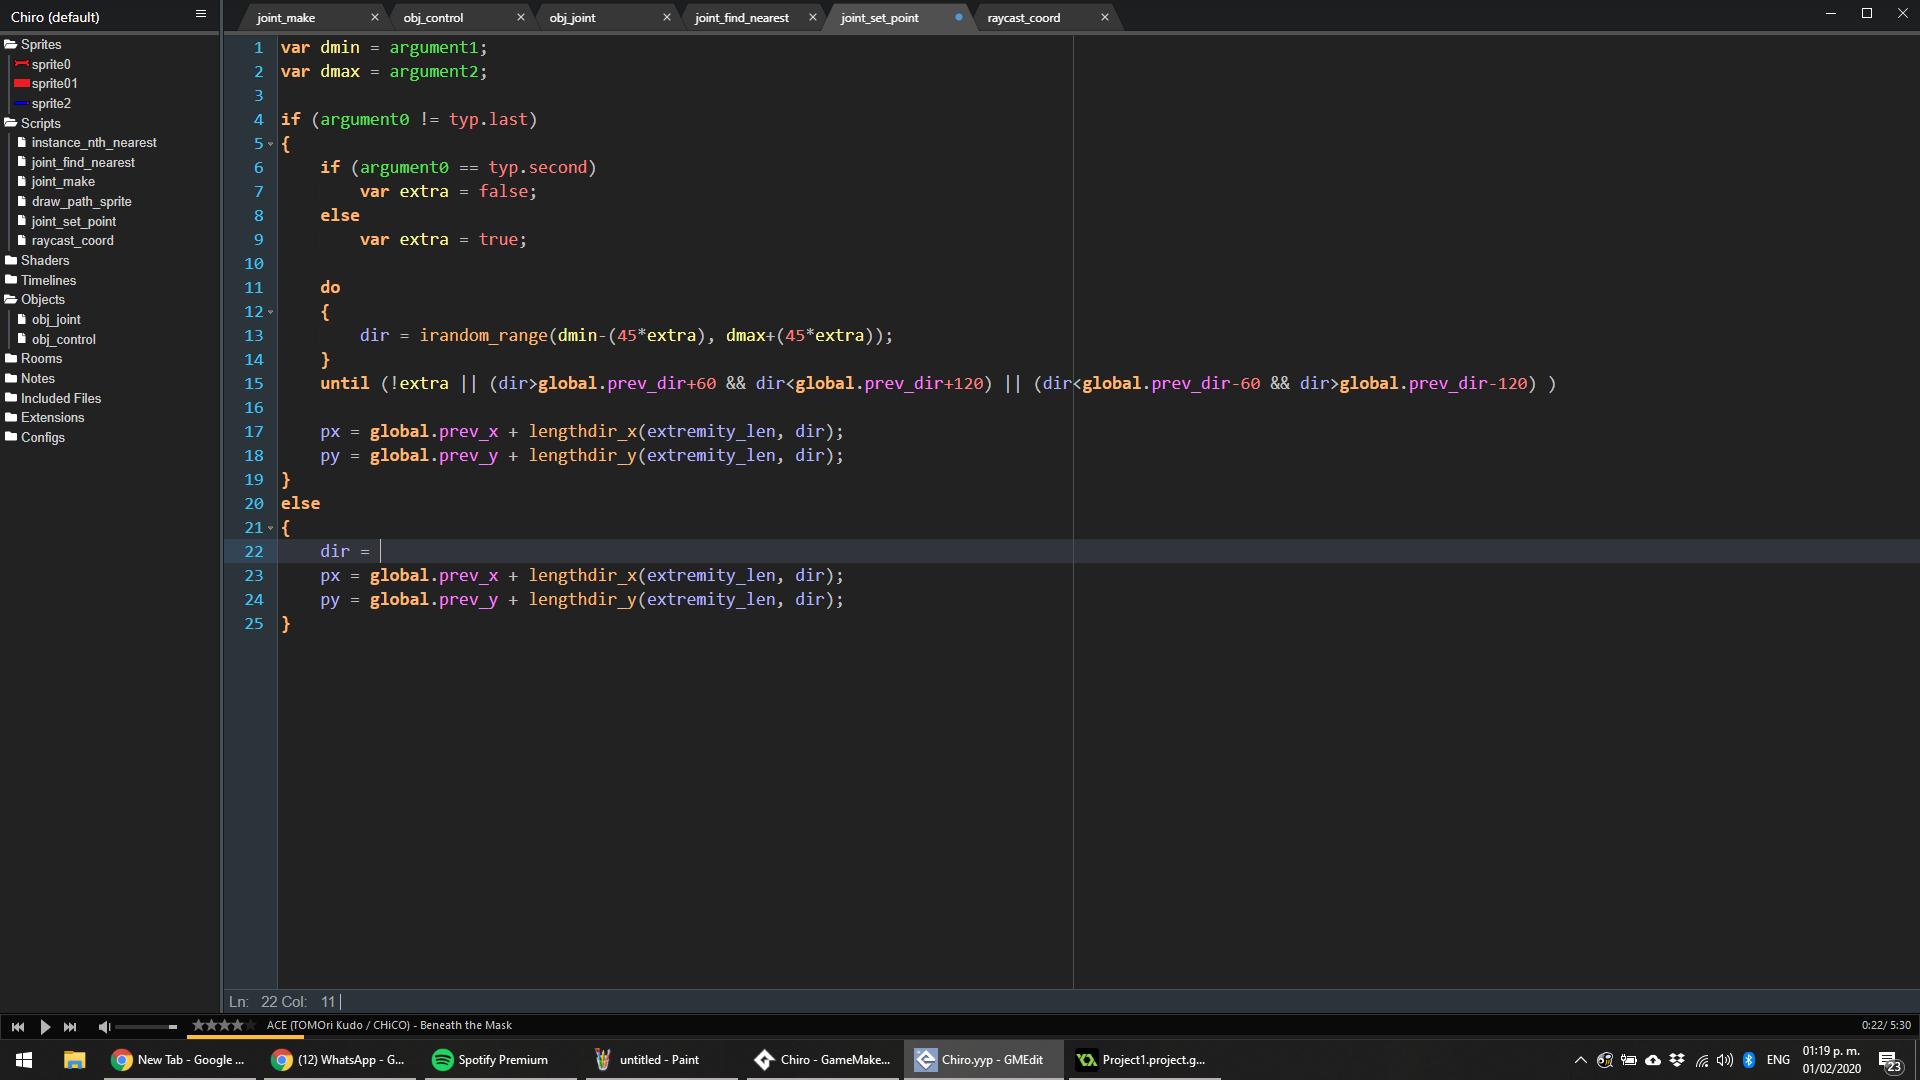 Chiro (default)
joint_make
obj_control
obj_joint
joint_find_nearest
joint_set_point
raycast_coord
Sprites
sprite0
sprite01
sprite2
Scripts
instance_nth_nearest
joint_find_nearest
joint_make
draw_path_sprite
joint_set_point
raycast_coord
Shaders
Timelines
Objects
obj_joint
obj_control
Rooms
Notes
Included Files
Extensions
Configs
1 var dmin = argument1;
2 var dmax = argument2;
3
4 if (argument0 != typ.last)
5 {
6 if (argument0 == typ.second)
7 var extra = false;
8 else
9 var extra = true;
10
11 do
12 {
13 dir = irandom_range(dmin-(45*extra), dmax+(45*extra));
14 }
15 until (!extra || (dir>global.prev_dir+60 && dir<global.prev_dir+120) || (dir<global.prev_dir-60 && dir>global.prev_dir-120) )
16
17 px = global.prev_x + lengthdir_x(extremity_len, dir);
18 py = global.prev_y + lengthdir_y(extremity_len, dir);
19 }
20 else
21 {
22 dir =
23 px = global.prev_x + lengthdir_x(extremity_len, dir);
24 py = global.prev_y + lengthdir_y(extremity_len, dir);
25 }
Ln: 22 Col: 11
ACE (TOMOri Kudo / CHiCO) - Beneath the Mask
0:22/ 5:30
New Tab - Google ...
(12) WhatsApp - G...
Spotify Premium
untitled - Paint
Chiro - GameMake...
Chiro.yyp - GMEdit
Project1.project.g...
ENG
01:19 p. m.
01/02/2020
23